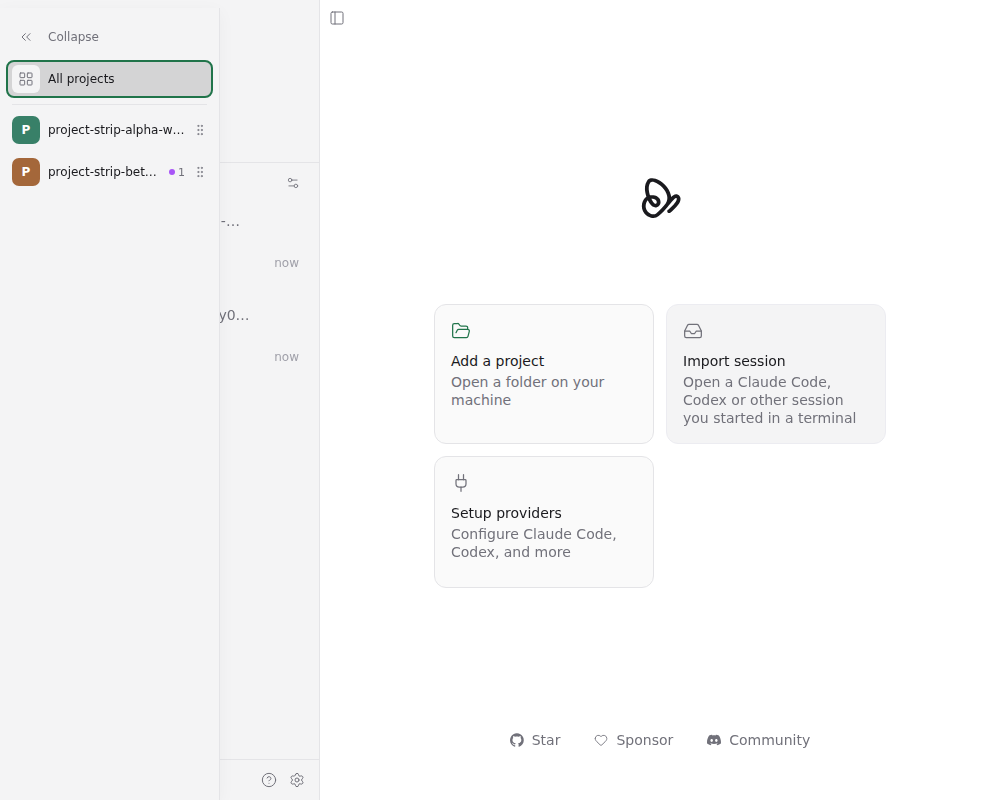 Collapse
All projects
P
project-strip-alpha-w...
P
project-strip-bet...
1
-...
now
y0...
now
Add a project
Open a folder on your
machine
Import session
Open a Claude Code,
Codex or other session
you started in a terminal
Setup providers
Configure Claude Code,
Codex, and more
Star
Sponsor
Community